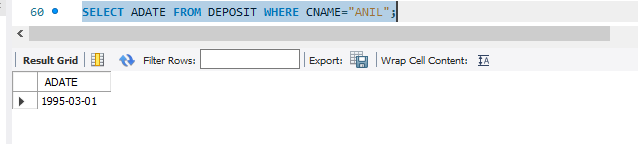 60 SELECT ADATE FROM DEPOSIT WHERE CNAME="ANIL";
Result Grid Filter Rows: Export: Wrap Cell Content: IA
ADATE
1995-03-01